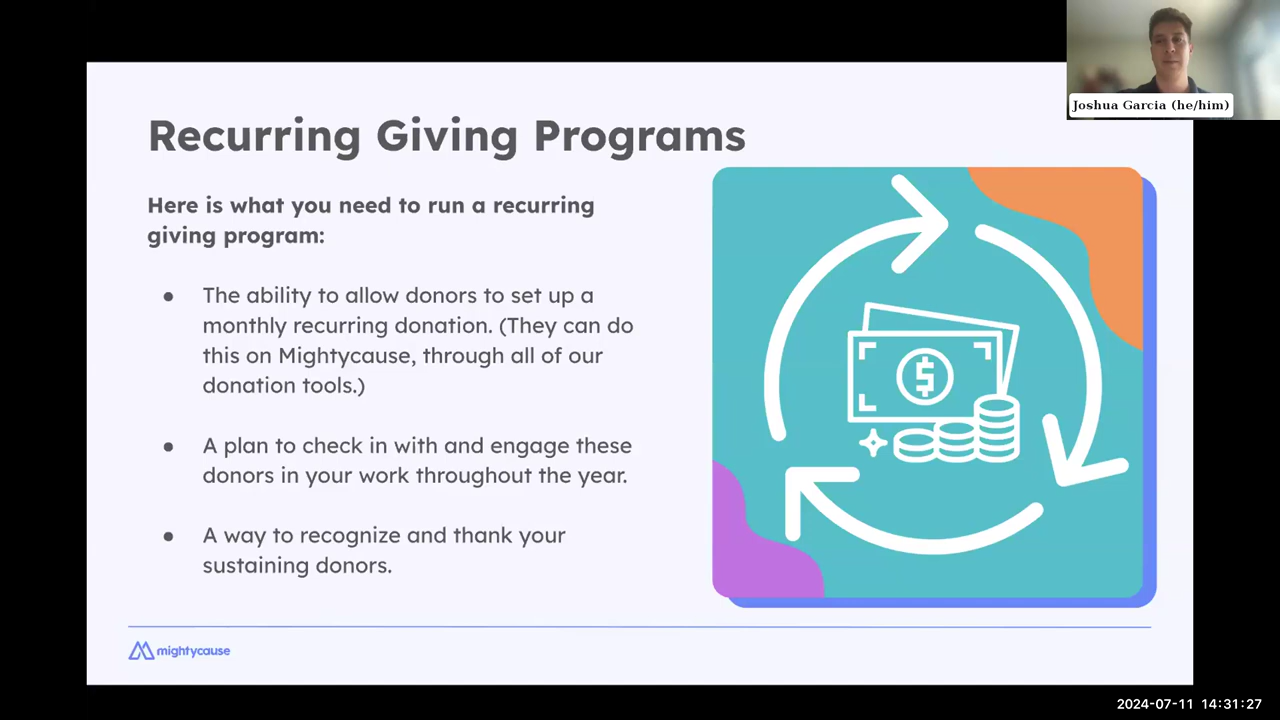 Joshua Garcia (he/him)
Recurring Giving Programs
Here is what you need to run a recurring
giving program:
● The ability to allow donors to set up a
monthly recurring donation. (They can do
this on Mightycause, through all of our
donation tools.)
● A plan to check in with and engage these
donors in your work throughout the year.
● A way to recognize and thank your
sustaining donors.
$
mightycause
2024-07-11 14:31:27